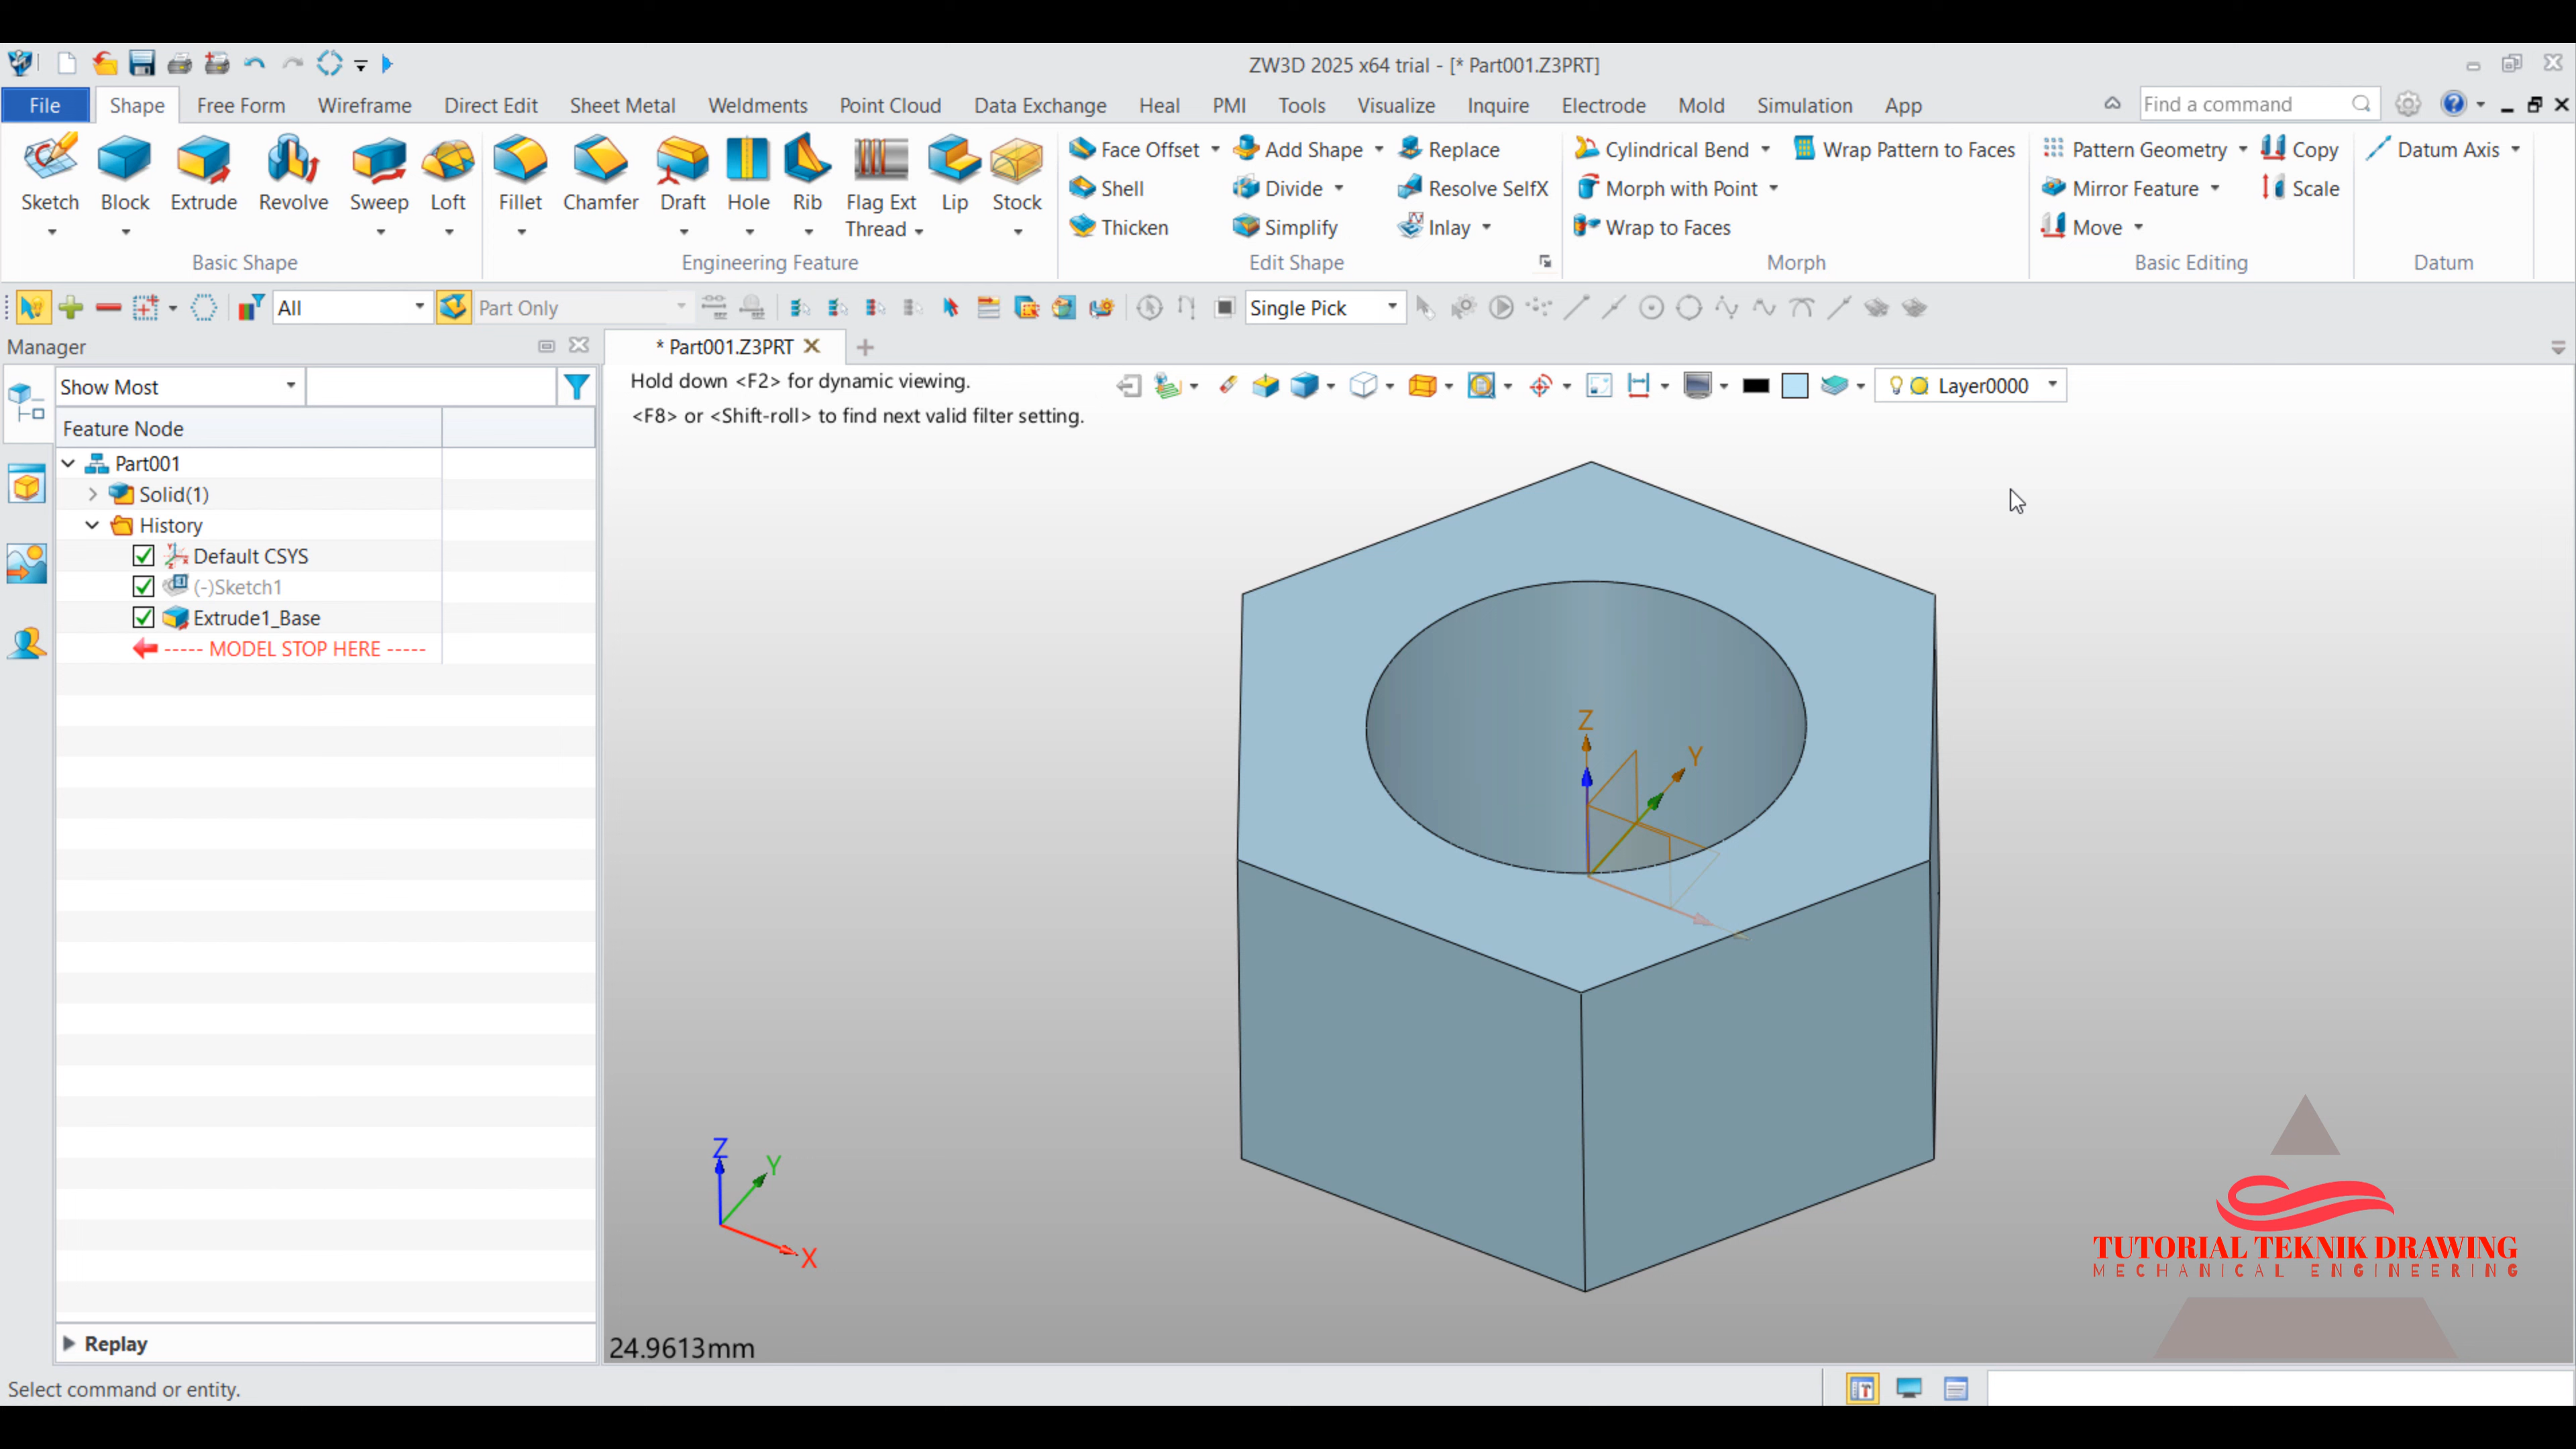 ZW3D 2025 x64 trial - [* Part001.Z3PRT]
File Shape Free Form Wireframe Direct Edit Sheet Metal Weldments Point Cloud Data Exchange Heal PMI Tools Visualize Inquire Electrode Mold Simulation App Find a command
Sketch Block Extrude Revolve Sweep Loft Fillet Chamfer Draft Hole Rib Flag Ext Thread Lip Stock
Face Offset Add Shape Replace Cylindrical Bend Wrap Pattern to Faces Pattern Geometry Copy Datum Axis
Shell Divide Resolve SelfX Morph with Point Mirror Feature Scale
Thicken Simplify Inlay Wrap to Faces Move
Basic Shape Engineering Feature Edit Shape Morph Basic Editing Datum
All Part Only Single Pick
Manager * Part001.Z3PRT
Show Most
Hold down <F2> for dynamic viewing.
<F8> or <Shift-roll> to find next valid filter setting.
Layer0000
Feature Node
Part001
Solid(1)
History
Default CSYS
(-)Sketch1
Extrude1_Base
----- MODEL STOP HERE -----
Z
Y
Z
Y
X
TUTORIAL TEKNIK DRAWING
MECHANICAL ENGINEERING
Replay
24.9613mm
Select command or entity.